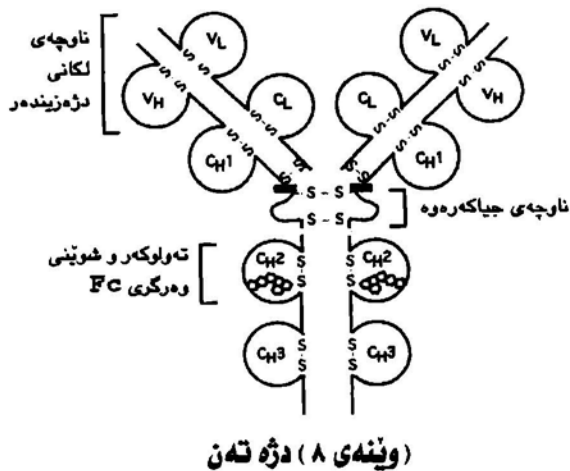 ناوچەی
لکانی
دژەزیندەر
VL
VL
VH
VH
CL
CL
CH1
CH1
S-S
S-S
ناوچەی جیاکەرەوە
تەولوکەر و شوێنی
وەرگری Fc
CH2
CH2
CH3
CH3
(وێنەی ٨) دژە تەن